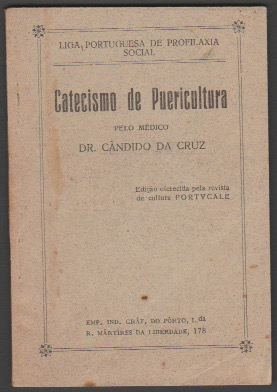 LIGA PORTUGUESA DE PROFILAXIA
SOCIAL
Catecismo de Puericultura
PELO MÉDICO
DR. CÂNDIDO DA CRUZ
Edição oferecida pela revista
de cultura PORTVCALE
EMP. IND. GRÁF. DO PÔRTO, L.da
R. MÁRTIRES DA LIBERDADE, 178